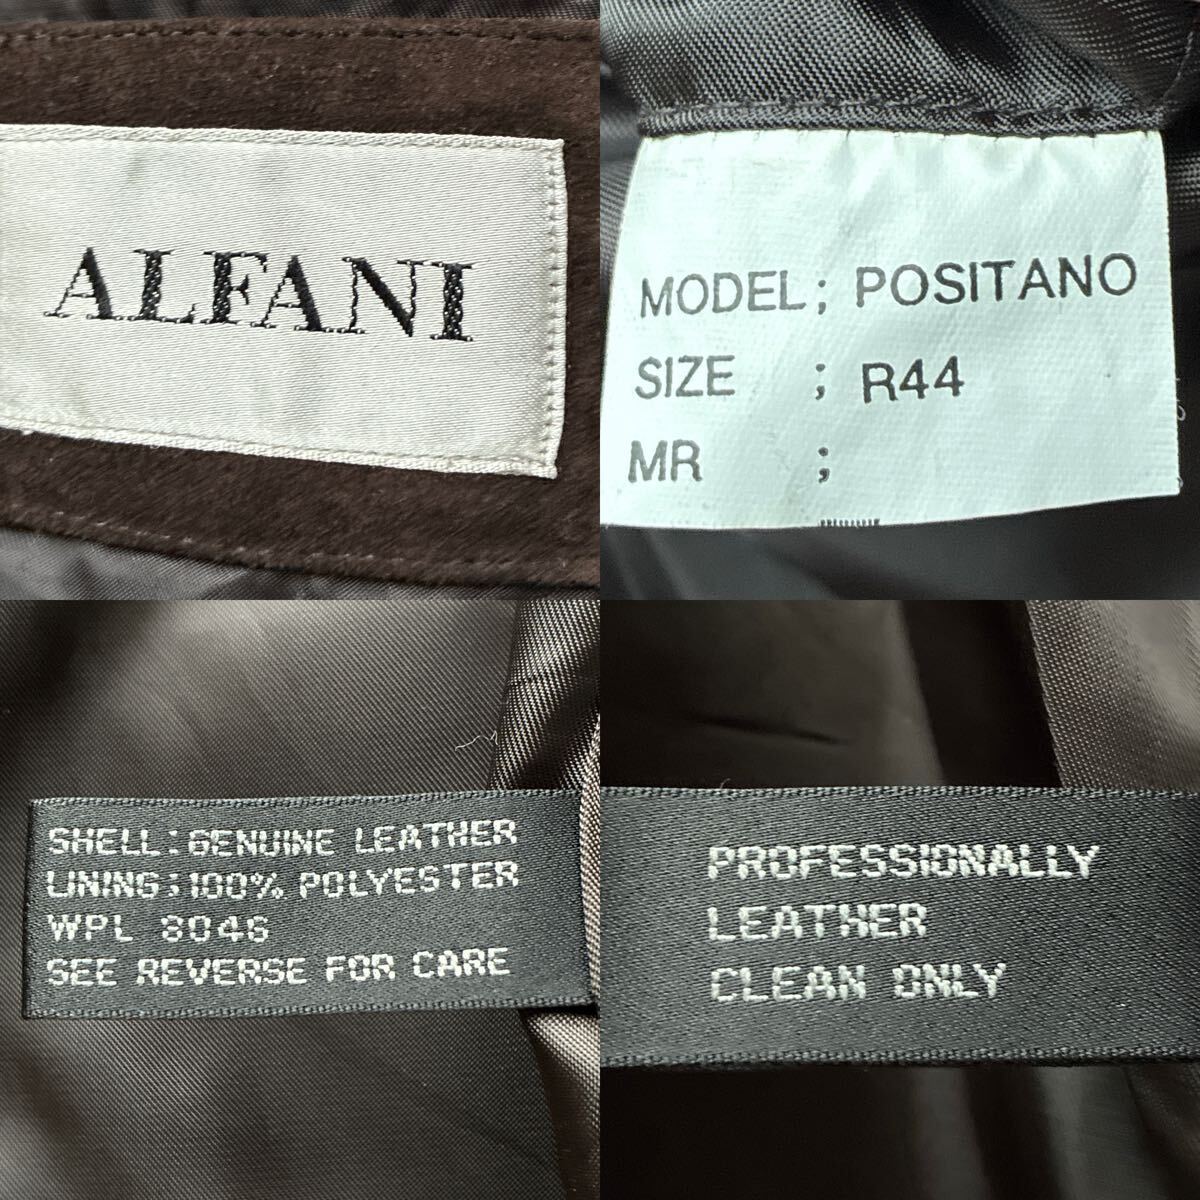 ALFANI
MODEL; POSITANO
SIZE ; R44
MR ;
SHELL:GENUINE LEATHER
LINING;100% POLYESTER
WPL 8046
SEE REVERSE FOR CARE
PROFESSIONALLY
LEATHER
CLEAN ONLY